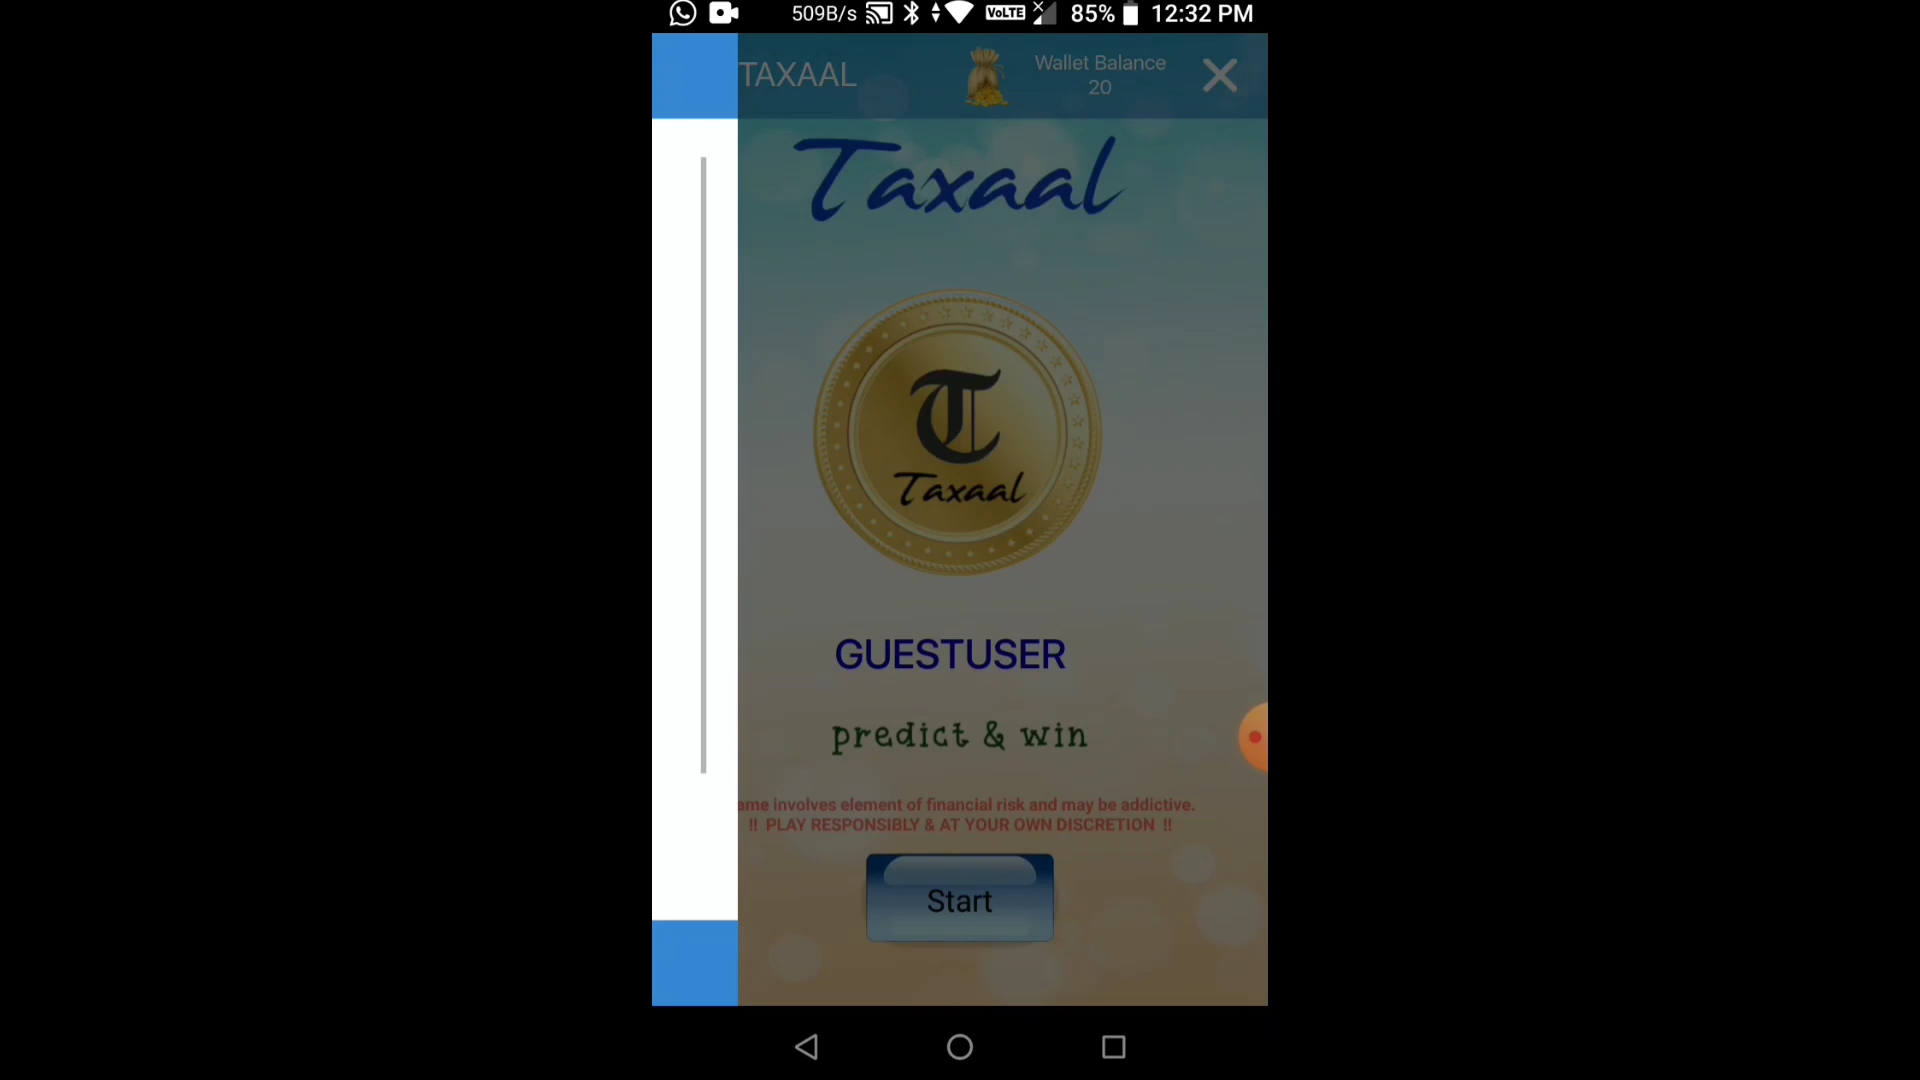 509B/s VoLTE 85% 12:32 PM
TAXAAL
Wallet Balance
20
Taxaal
T
Taxaal
GUESTUSER
predict & win
ame involves element of financial risk and may be addictive.
!! PLAY RESPONSIBLY & AT YOUR OWN DISCRETION !!
Start